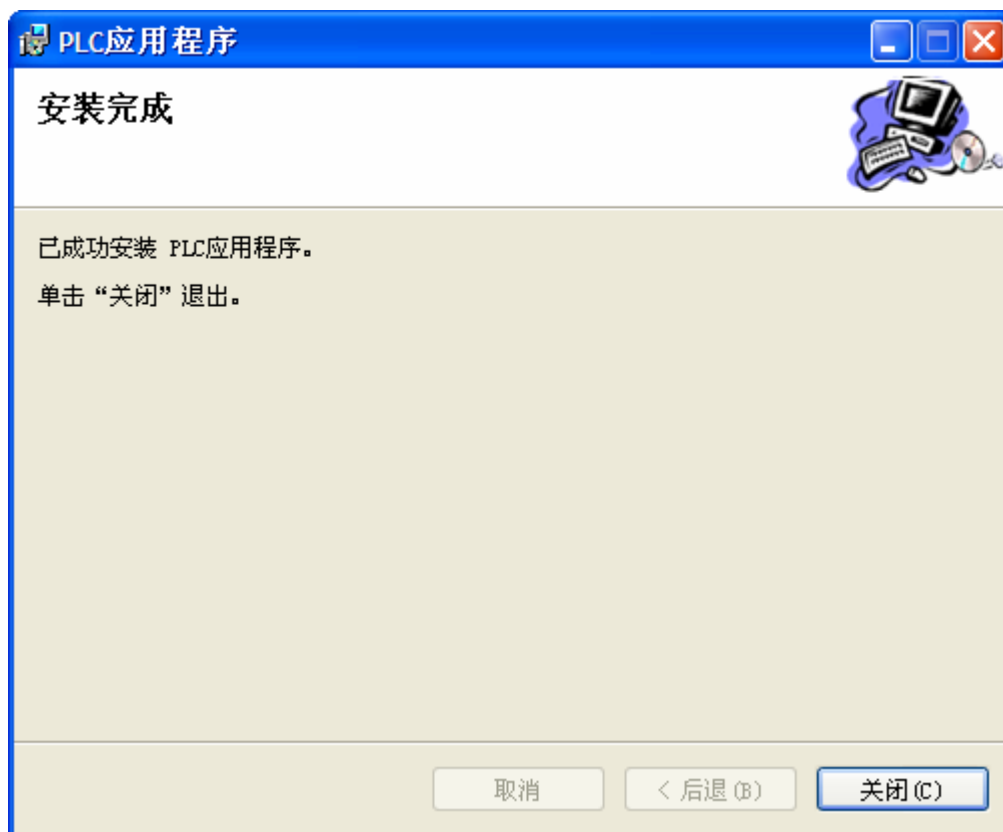 PLC应用程序
安装完成
已成功安装 PLC应用程序。
单击“关闭”退出。
取消
< 后退(B)
关闭(C)